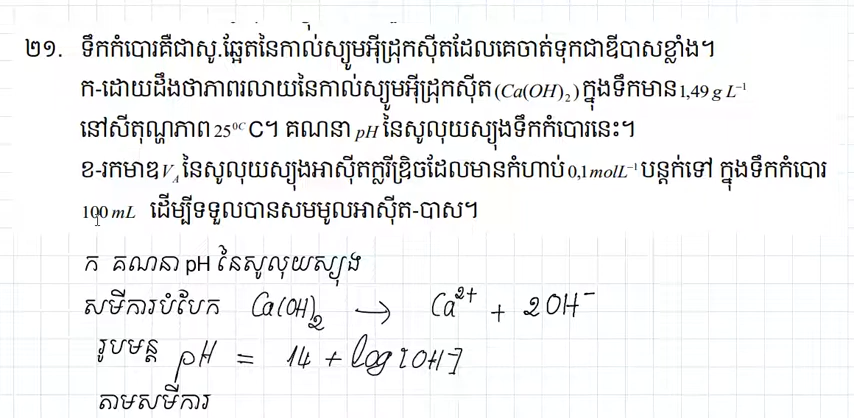 ២១. ទឹកកំបោរគឺជាសូ.ឆ្អែតនៃកាល់ស្យូមអ៊ីដ្រុកស៊ីតដែលគេចាត់ទុកជាឌីបាសខ្លាំង។
ក-ដោយដឹងថាភាពរលាយនៃកាល់ស្យូមអ៊ីដ្រុកស៊ីត (Ca(OH)₂) ក្នុងទឹកមាន 1,49 g L⁻¹
នៅសីតុណ្ហភាព 25⁰ᶜ C។ គណនា pH នៃសូលុយស្យុងទឹកកំបោរនេះ។
ខ-រកមាឌ V_A នៃសូលុយស្យុងអាស៊ីតក្លរីឌ្រិចដែលមានកំហាប់ 0,1 mol L⁻¹ បន្តក់ទៅ ក្នុងទឹកកំបោរ
100 mL ដើម្បីទទួលបានសមមូលអាស៊ីត-បាស។
ក គណនា pH នៃសូលុយស្យុង
សមីការបំបែក Ca(OH)₂ → Ca²⁺ + 2OH⁻
រូបមន្ត pH = 14 + log[OH⁻]
តាមសមីការ